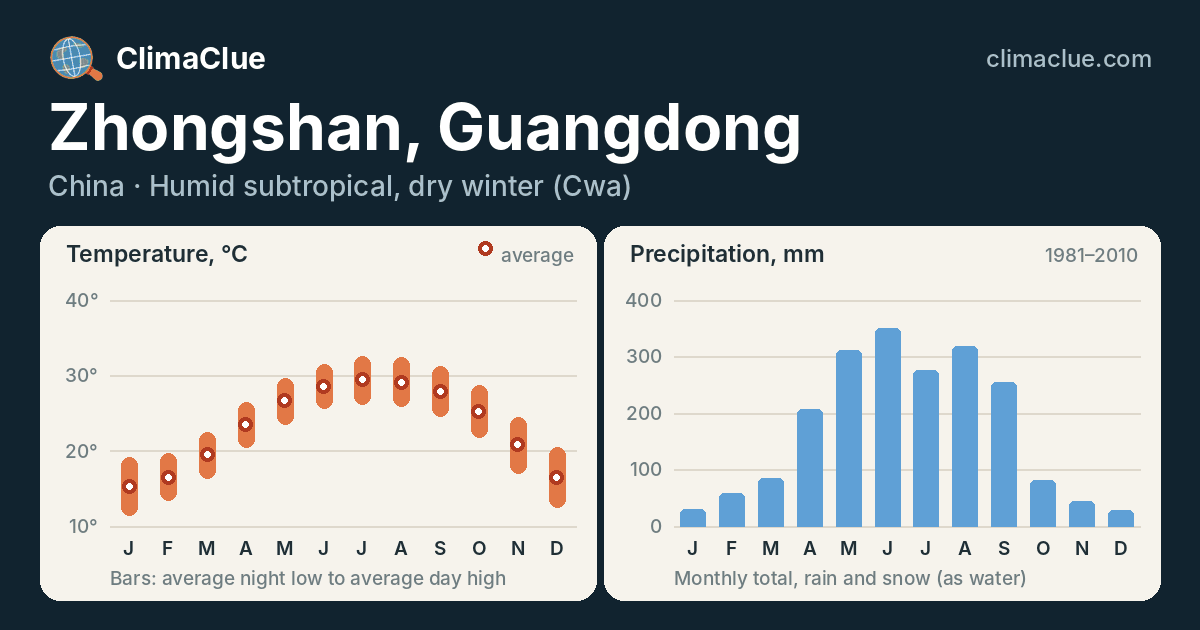 ClimaClue
climaclue.com
Zhongshan, Guangdong
China · Humid subtropical, dry winter (Cwa)
Temperature, °C
average
40°
30°
20°
10°
J F M A M J J A S O N D
Bars: average night low to average day high
Precipitation, mm
1981–2010
400
300
200
100
0
J F M A M J J A S O N D
Monthly total, rain and snow (as water)